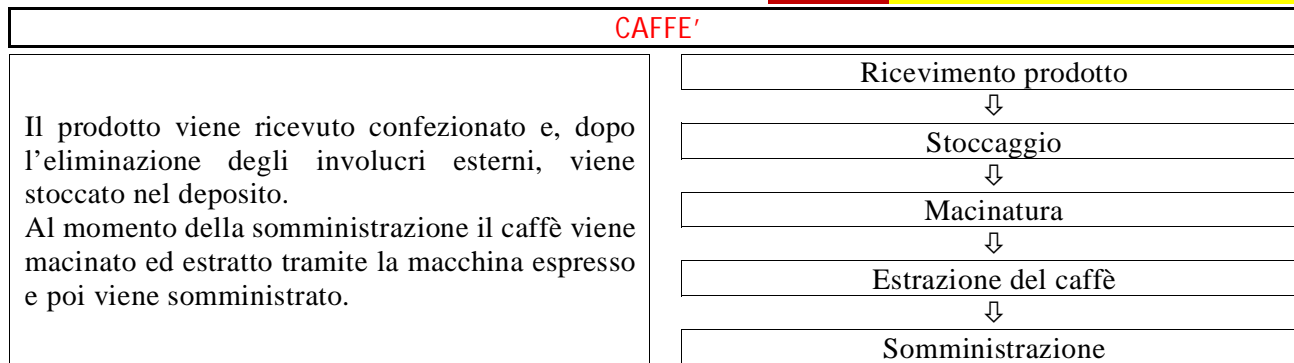 CAFFE'
Il prodotto viene ricevuto confezionato e, dopo
l'eliminazione degli involucri esterni, viene
stoccato nel deposito.
Al momento della somministrazione il caffè viene
macinato ed estratto tramite la macchina espresso
e poi viene somministrato.
Ricevimento prodotto
⇩
Stoccaggio
⇩
Macinatura
⇩
Estrazione del caffè
⇩
Somministrazione